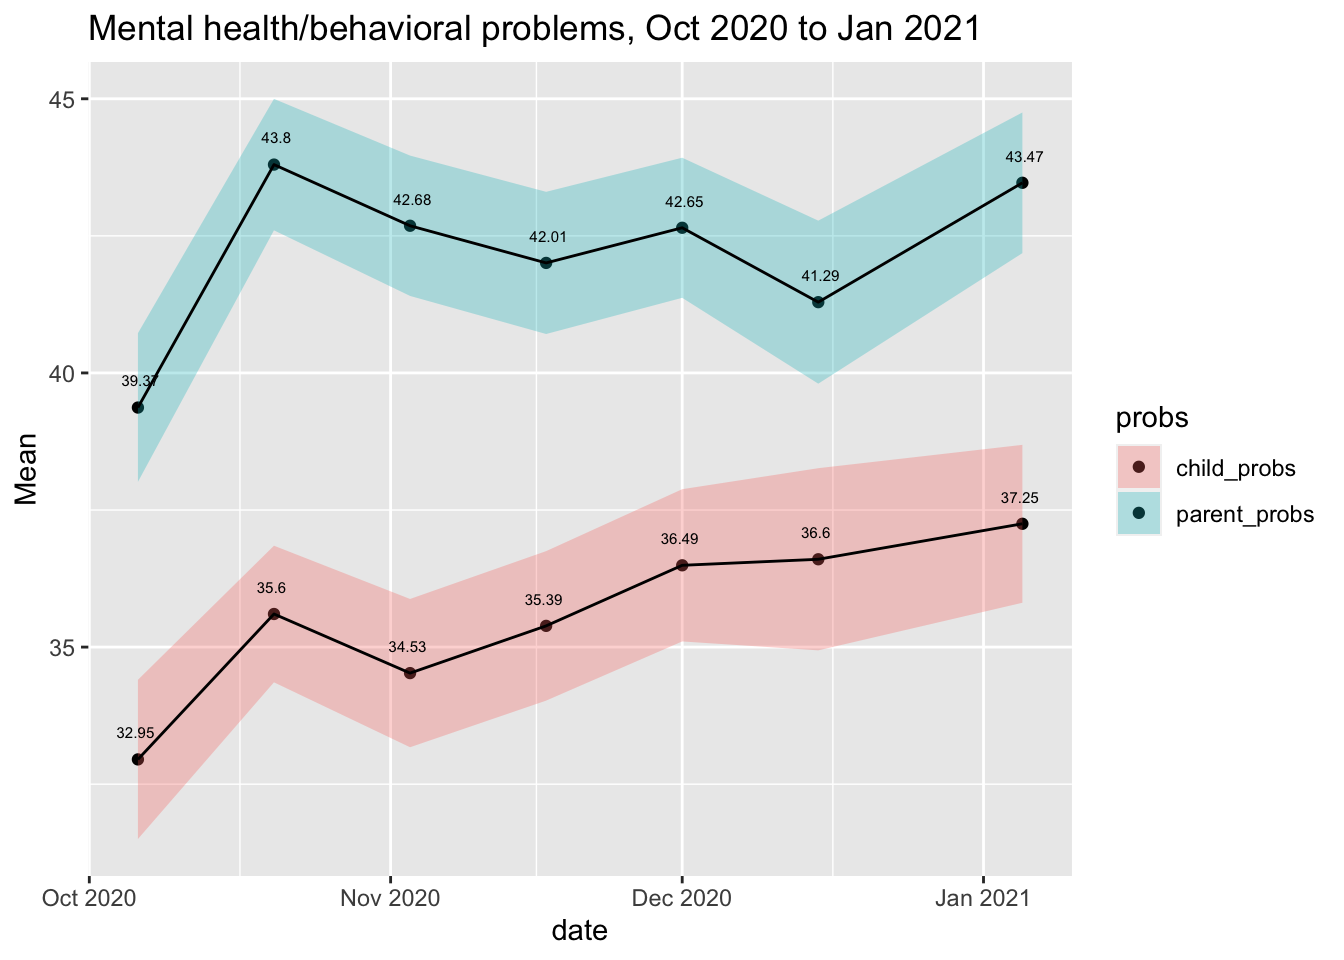 Mental health/behavioral problems, Oct 2020 to Jan 2021
45
40
35
Mean
43.8
42.68
42.01
42.65
41.29
43.47
39.37
32.95
35.6
34.53
35.39
36.49
36.6
37.25
probs
child_probs
parent_probs
Oct 2020
Nov 2020
Dec 2020
Jan 2021
date